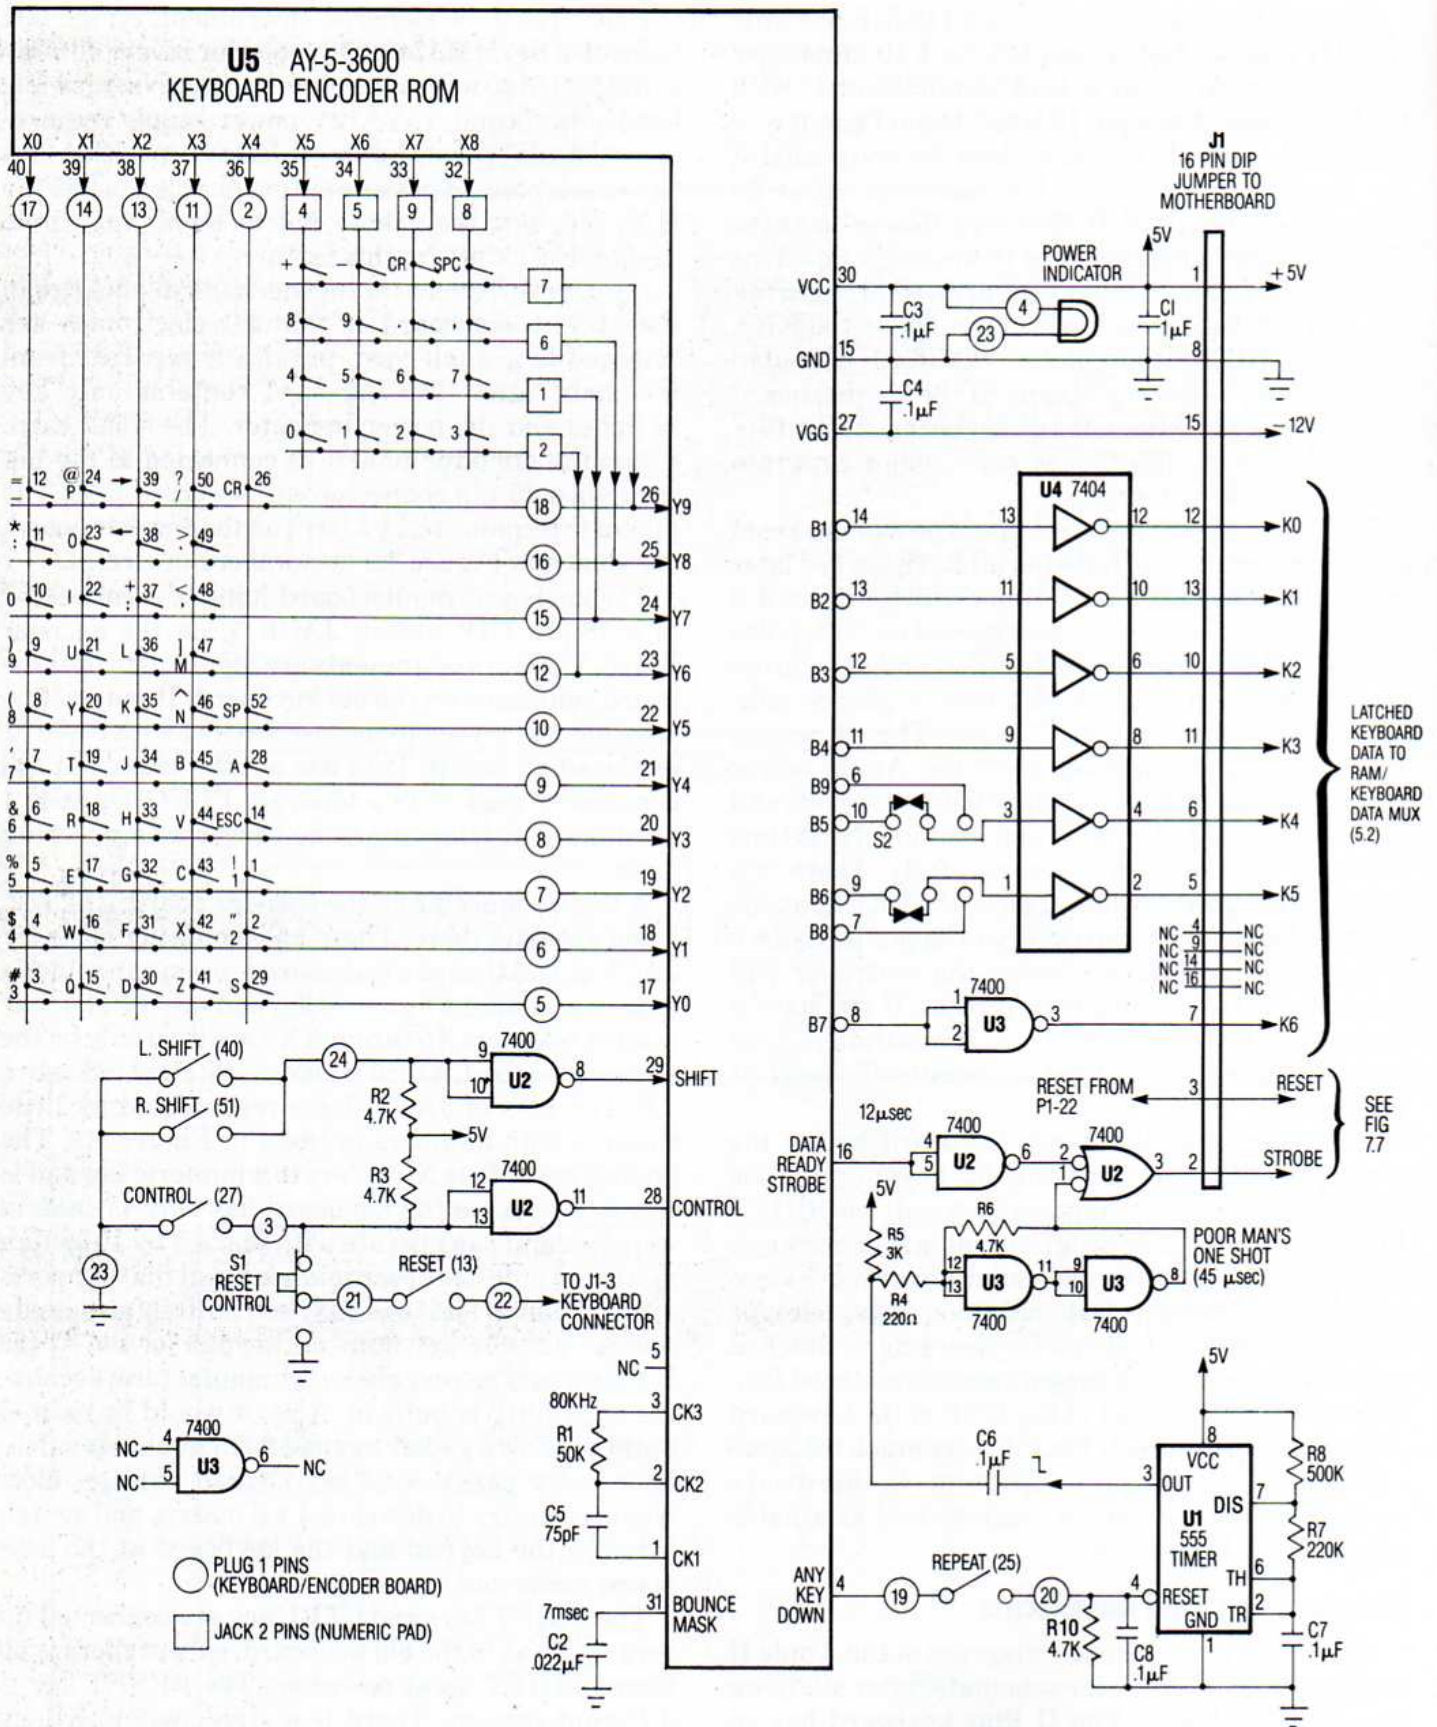 U5 AY-5-3600
KEYBOARD ENCODER ROM
X0 X1 X2 X3 X4 X5 X6 X7 X8
40 39 38 37 36 35 34 33 32
17 14 13 11 2 4 5 9 8
J1
16 PIN DIP
JUMPER TO
MOTHERBOARD
+ − CR SPC 7
8 9 6
4 5 6 7 1
0 1 2 3 2
= 12 @ 24 → 39 ? 50 CR 26
- P / 18 26 Y9
* 11 O 23 ← 38 > 49
: . 16 25 Y8
10 I 22 + 37 < 48
0 ; , 15 24 Y7
) 9 U 21 L 36 ] 47
9 M 12 23 Y6
( 8 Y 20 K 35 ^ 46 SP 52
8 N 10 22 Y5
' 7 T 19 J 34 B 45 A 28
7 9 21 Y4
& 6 R 18 H 33 V 44 ESC 14
6 8 20 Y3
% 5 E 17 G 32 C 43 ! 1
5 1 7 19 Y2
$ 4 W 16 F 31 X 42 " 2
4 2 6 18 Y1
# 3 Q 15 D 30 Z 41 S 29
3 5 17 Y0
VCC 30
C3
.1µF
4
23
POWER
INDICATOR
5V
C1
1µF
1 +5V
GND 15
8
C4
.1µF
VGG 27 15 −12V
U4 7404
B1 14 13 12 12 K0
B2 13 11 10 13 K1
B3 12 5 6 10 K2
B4 11 9 8 11 K3
B9 6
B5 10 S2 3 4 6 K4
B6 9 1 2 5 K5
B8 7
NC 4 NC
NC 9 NC
NC 14 NC
NC 16 NC
7400
B7 8 1 2 U3 3 7 K6
LATCHED
KEYBOARD
DATA TO
RAM/
KEYBOARD
DATA MUX
(5.2)
L. SHIFT (40)
R. SHIFT (51)
24
7400
9 10 U2 8 29 SHIFT
R2
4.7K
5V
R3
4.7K
7400
12 13 U2 11 28 CONTROL
CONTROL (27)
3
23
S1
RESET
CONTROL
RESET (13)
21 22
TO J1-3
KEYBOARD
CONNECTOR
RESET FROM
P1-22
3 RESET
SEE
FIG
7.7
12µsec
DATA
READY
STROBE
16
7400
4 5 U2 6
7400
2 1 U2 3 2 STROBE
5V
R5
3K
R6
4.7K
R4
220Ω
12 13 U3 11
7400
9 10 U3 8
7400
POOR MAN'S
ONE SHOT
(45 µsec)
NC 5
80KHz
3 CK3
R1
50K
2 CK2
C5
75pF
1 CK1
7msec
31 BOUNCE
MASK
C2
.022µF
7400
NC 4
NC 5
U3 6 NC
PLUG 1 PINS
(KEYBOARD/ENCODER BOARD)
JACK 2 PINS (NUMERIC PAD)
C6
.1µF
5V
8
VCC
3 OUT
DIS 7
U1
555
TIMER
TH 6
TR 2
4 RESET
GND
1
R8
500K
R7
220K
C7
.1µF
ANY
KEY
DOWN
4
19
REPEAT (25)
20
R10
4.7K
C8
.1µF